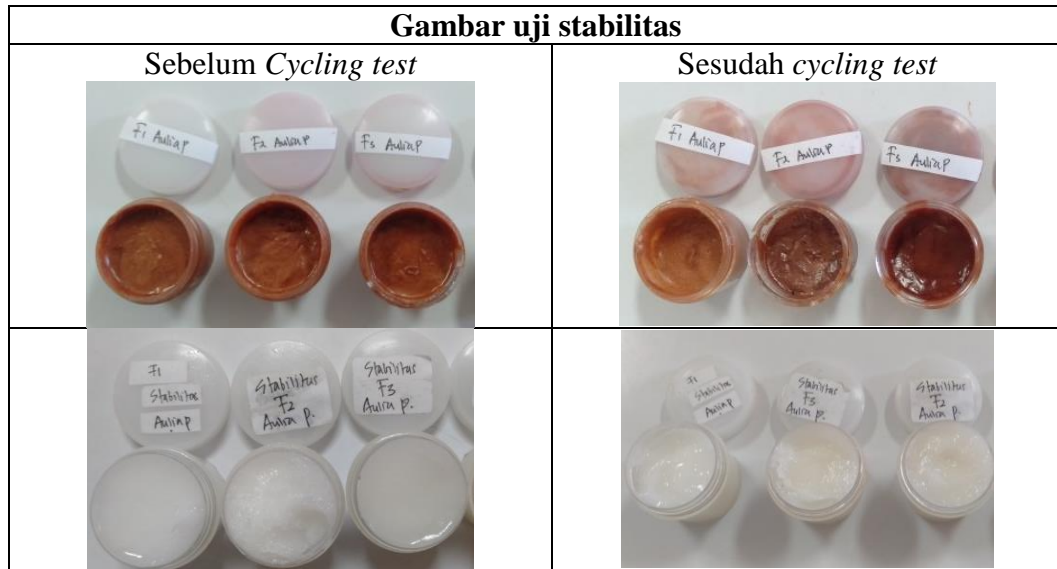 Gambar uji stabilitas
Sebelum Cycling test
Sesudah cycling test
F1 Aulia P
F2 Aulia P
F3 Aulia P
F1 Aulia P
F2 Aulia P
F3 Aulia P
F1
Stabilitas
Aulia P
Stabilitas
F2
Aulia P.
Stabilitas
F3
Aulia P.
F1
Stabilitas
Aulia P
Stabilitas
F3
Aulia P.
Stabilitas
F2
Aulia P.